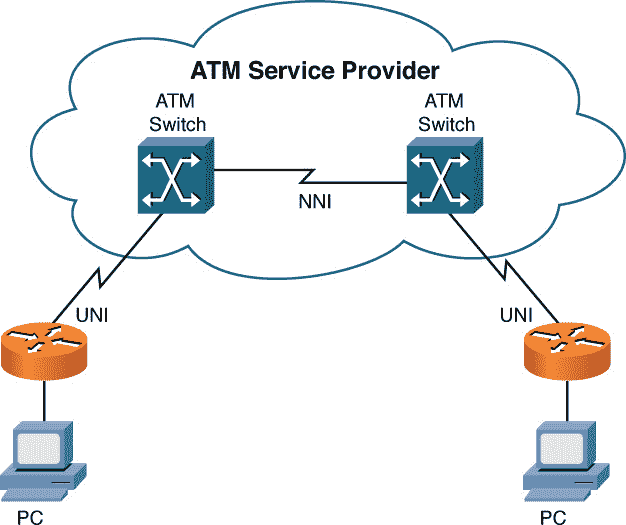 ATM Service Provider
ATM
Switch
ATM
Switch
NNI
UNI
UNI
PC
PC